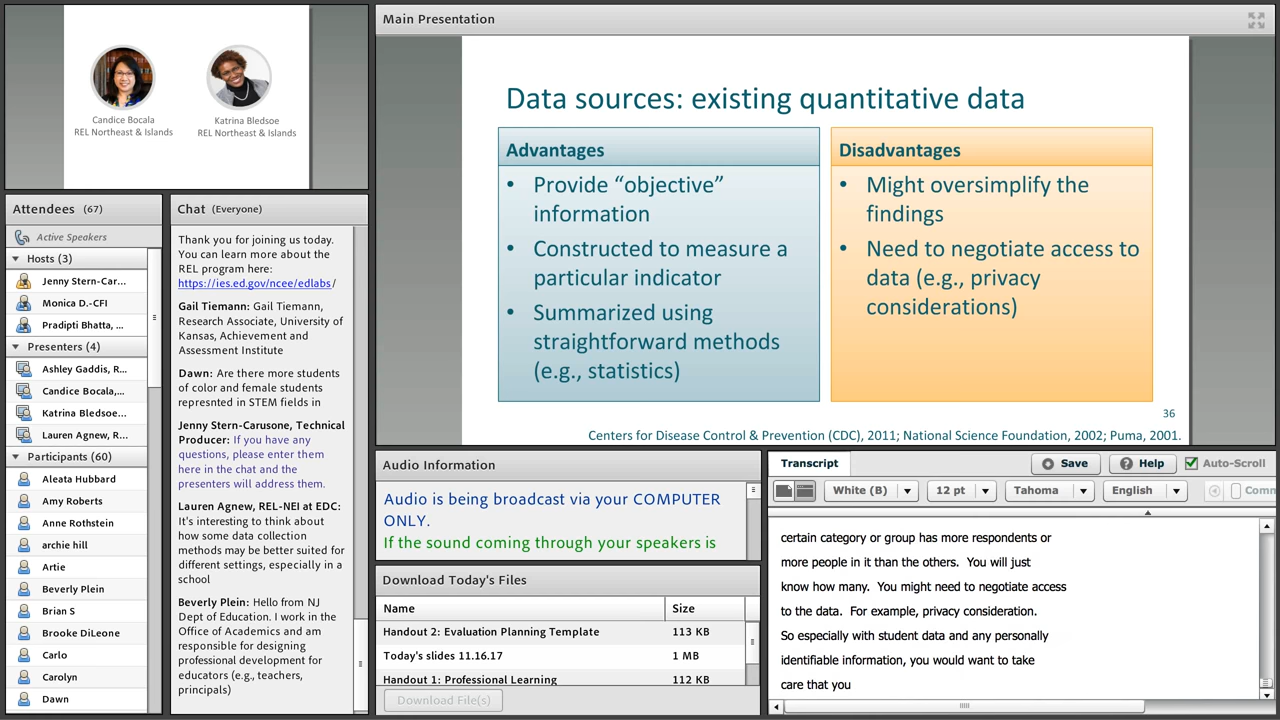 Candice Bocala
REL Northeast & Islands
Katrina Bledsoe
REL Northeast & Islands
Attendees (67)
Active Speakers
Hosts (3)
Jenny Stern-Car...
Monica D.-CFI
Pradipti Bhatta, ...
Presenters (4)
Ashley Gaddis, R...
Candice Bocala,...
Katrina Bledsoe...
Lauren Agnew, R...
Participants (60)
Aleata Hubbard
Amy Roberts
Anne Rothstein
archie hill
Artie
Beverly Plein
Brian S
Brooke DiLeone
Carlo
Carolyn
Dawn
Chat (Everyone)
Thank you for joining us today.
You can learn more about the
REL program here:
https://ies.ed.gov/ncee/edlabs/
Gail Tiemann: Gail Tiemann,
Research Associate, University of
Kansas, Achievement and
Assessment Institute
Dawn: Are there more students
of color and female students
represnted in STEM fields in
Jenny Stern-Carusone, Technical
Producer: If you have any
questions, please enter them
here in the chat and the
presenters will address them.
Lauren Agnew, REL-NEI at EDC:
It's interesting to think about
how some data collection
methods may be better suited for
different settings, especially in a
school
Beverly Plein: Hello from NJ
Dept of Education. I work in the
Office of Academics and am
responsible for designing
professional development for
educators (e.g., teachers,
principals)
Main Presentation
Data sources: existing quantitative data
Advantages
• Provide “objective”
information
• Constructed to measure a
particular indicator
• Summarized using
straightforward methods
(e.g., statistics)
Disadvantages
• Might oversimplify the
findings
• Need to negotiate access to
data (e.g., privacy
considerations)
36
Centers for Disease Control & Prevention (CDC), 2011; National Science Foundation, 2002; Puma, 2001.
Audio Information
Audio is being broadcast via your COMPUTER
ONLY.
If the sound coming through your speakers is
Download Today's Files
Name Size
Handout 2: Evaluation Planning Template 113 KB
Today's slides 11.16.17 1 MB
Handout 1: Professional Learning 112 KB
Download File(s)
Transcript Save Help Auto-Scroll
White (B) 12 pt Tahoma English Comm
certain category or group has more respondents or
more people in it than the others. You will just
know how many. You might need to negotiate access
to the data. For example, privacy consideration.
So especially with student data and any personally
identifiable information, you would want to take
care that you